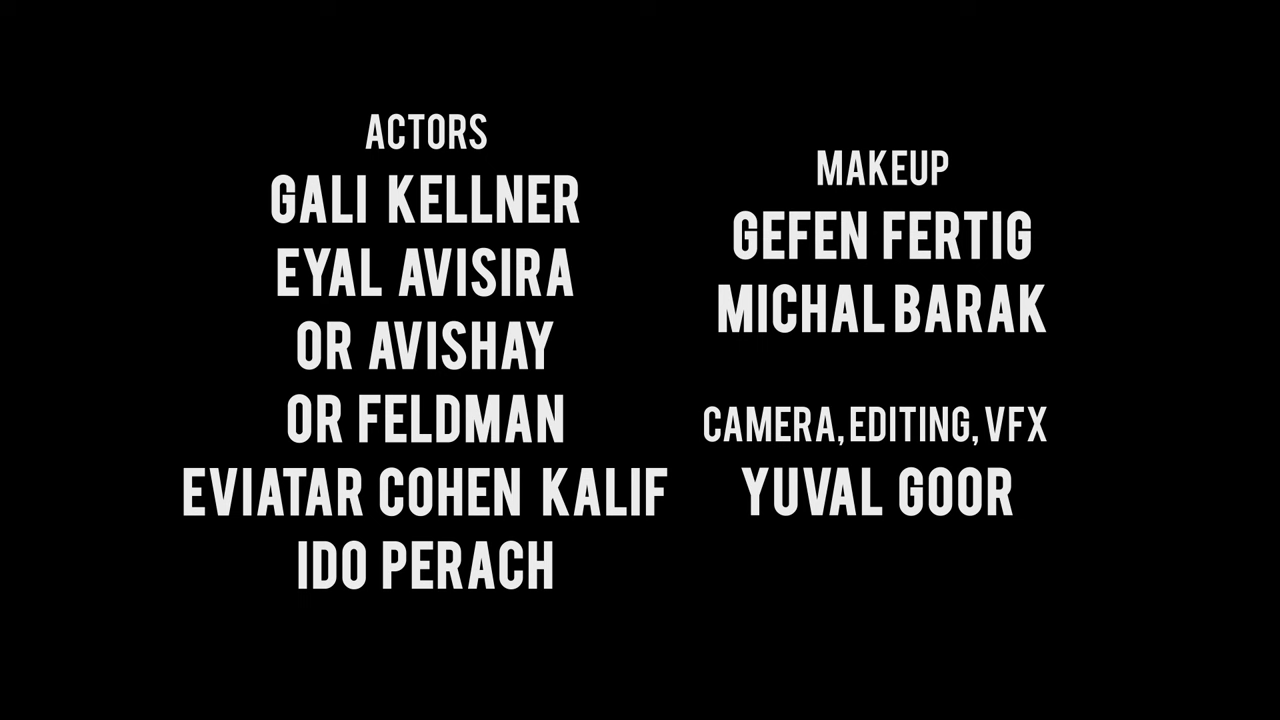 ACTORS
GALI KELLNER
EYAL AVISIRA
OR AVISHAY
OR FELDMAN
EVIATAR COHEN KALIF
IDO PERACH
MAKEUP
GEFEN FERTIG
MICHAL BARAK
CAMERA, EDITING, VFX
YUVAL GOOR